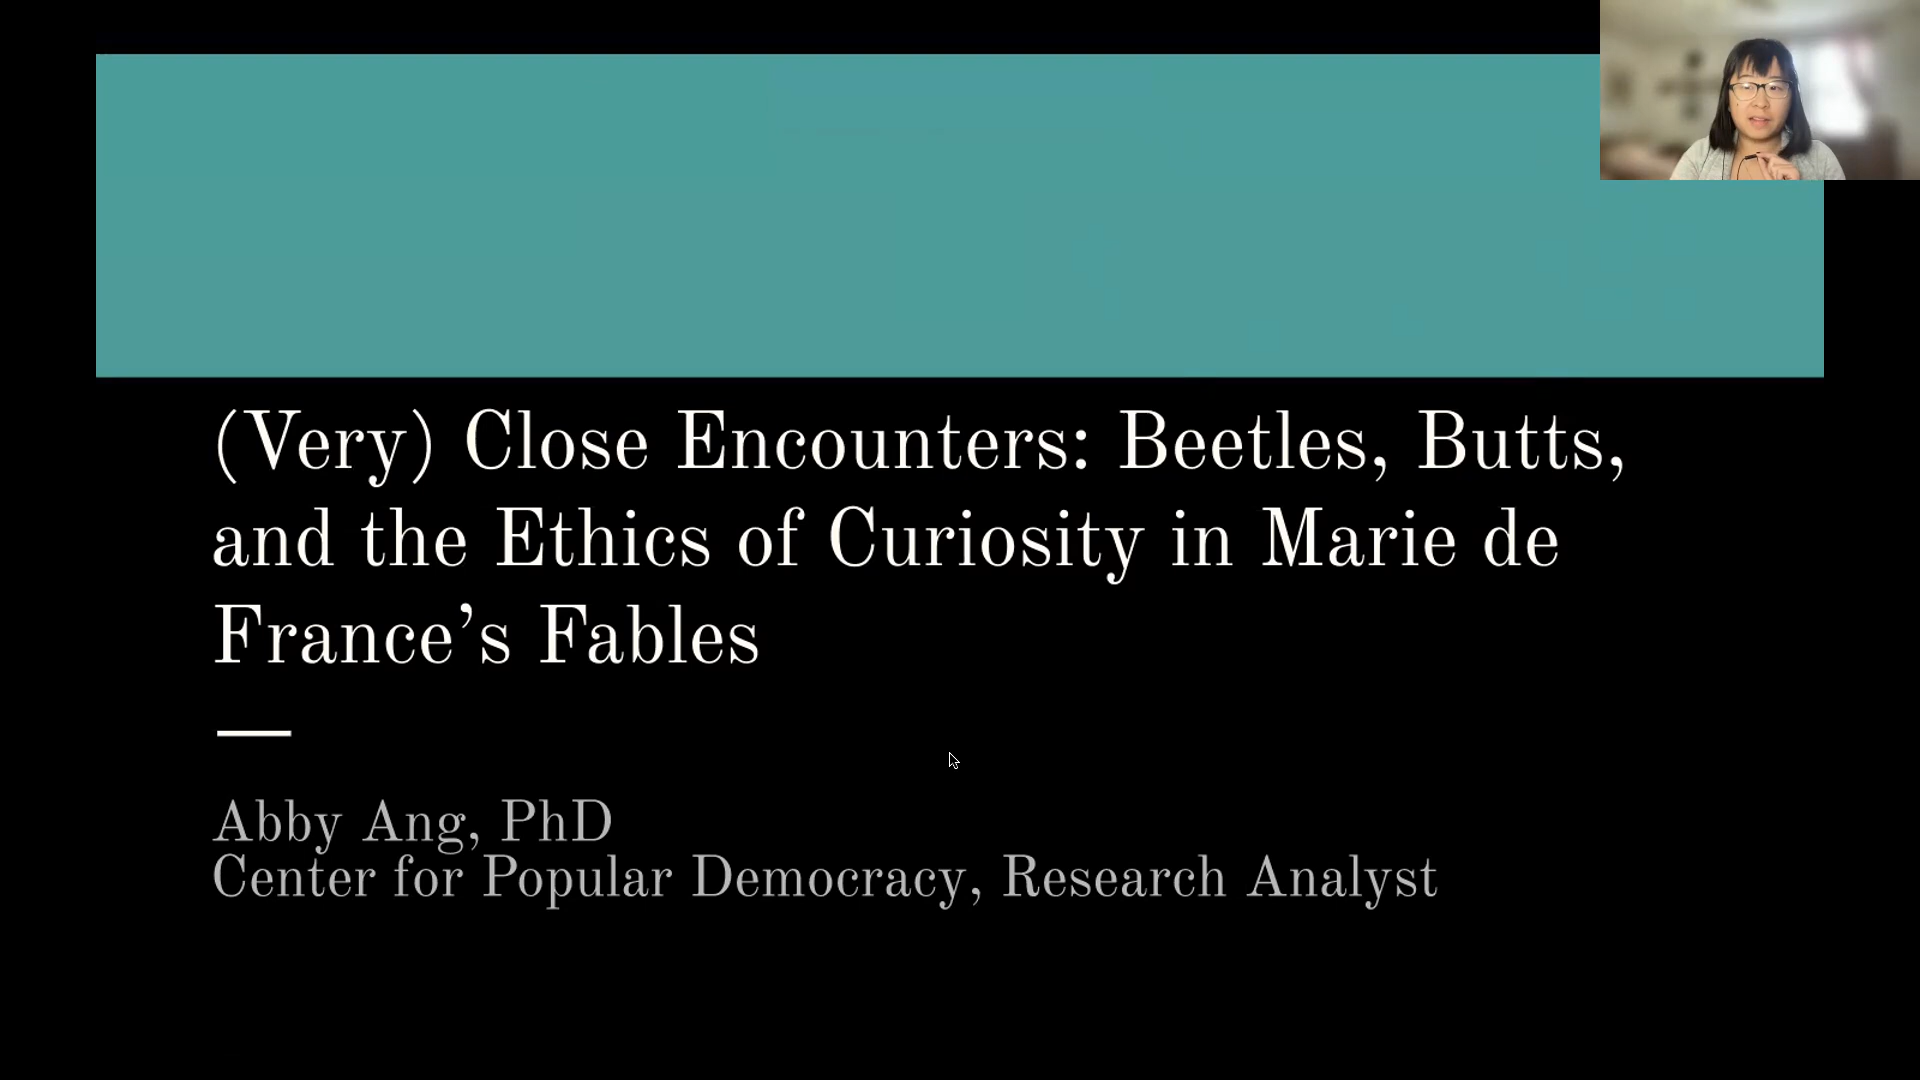 (Very) Close Encounters: Beetles, Butts,
and the Ethics of Curiosity in Marie de
France’s Fables
Abby Ang, PhD
Center for Popular Democracy, Research Analyst